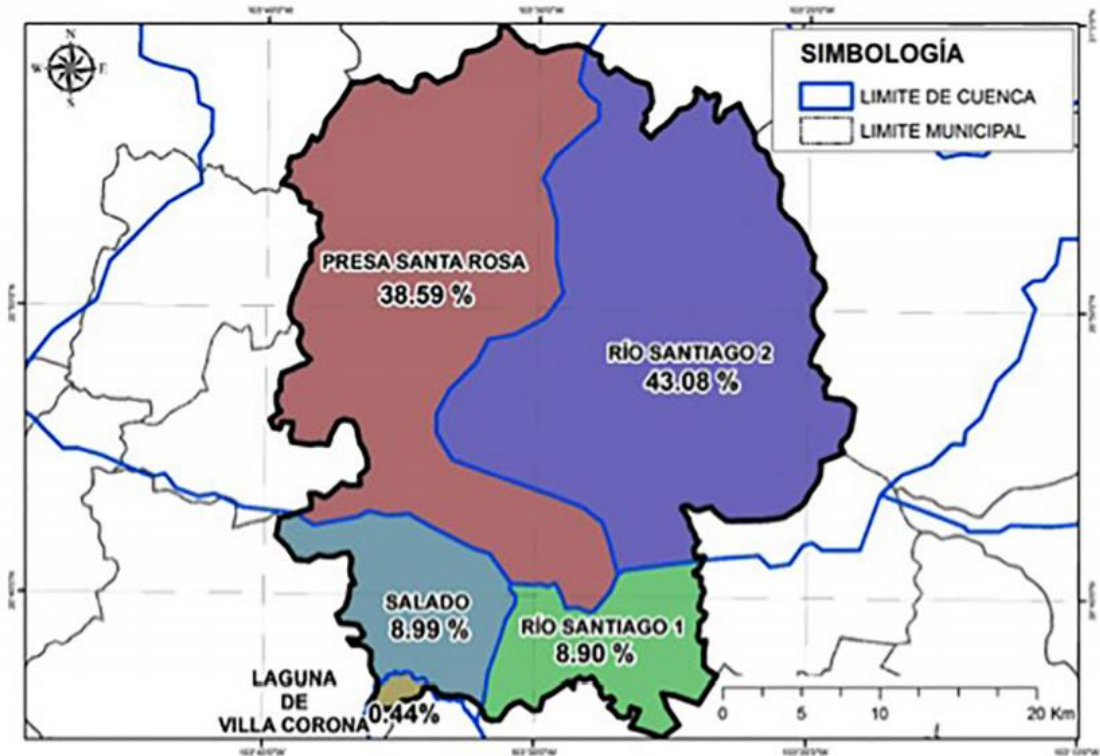 N
W E
S
SIMBOLOGÍA
LIMITE DE CUENCA
LIMITE MUNICIPAL
PRESA SANTA ROSA
38.59 %
RÍO SANTIAGO 2
43.08 %
SALADO
8.99 %
RÍO SANTIAGO 1
8.90 %
LAGUNA
DE
VILLA CORONA
0.44%
0 5 10 20 Km